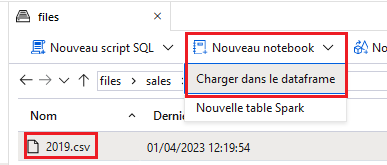 files
Nouveau script SQL
Nouveau notebook
No
files
sales
Charger dans le dataframe
Nouvelle table Spark
Nom
Derniè
2019.csv
01/04/2023 12:19:54